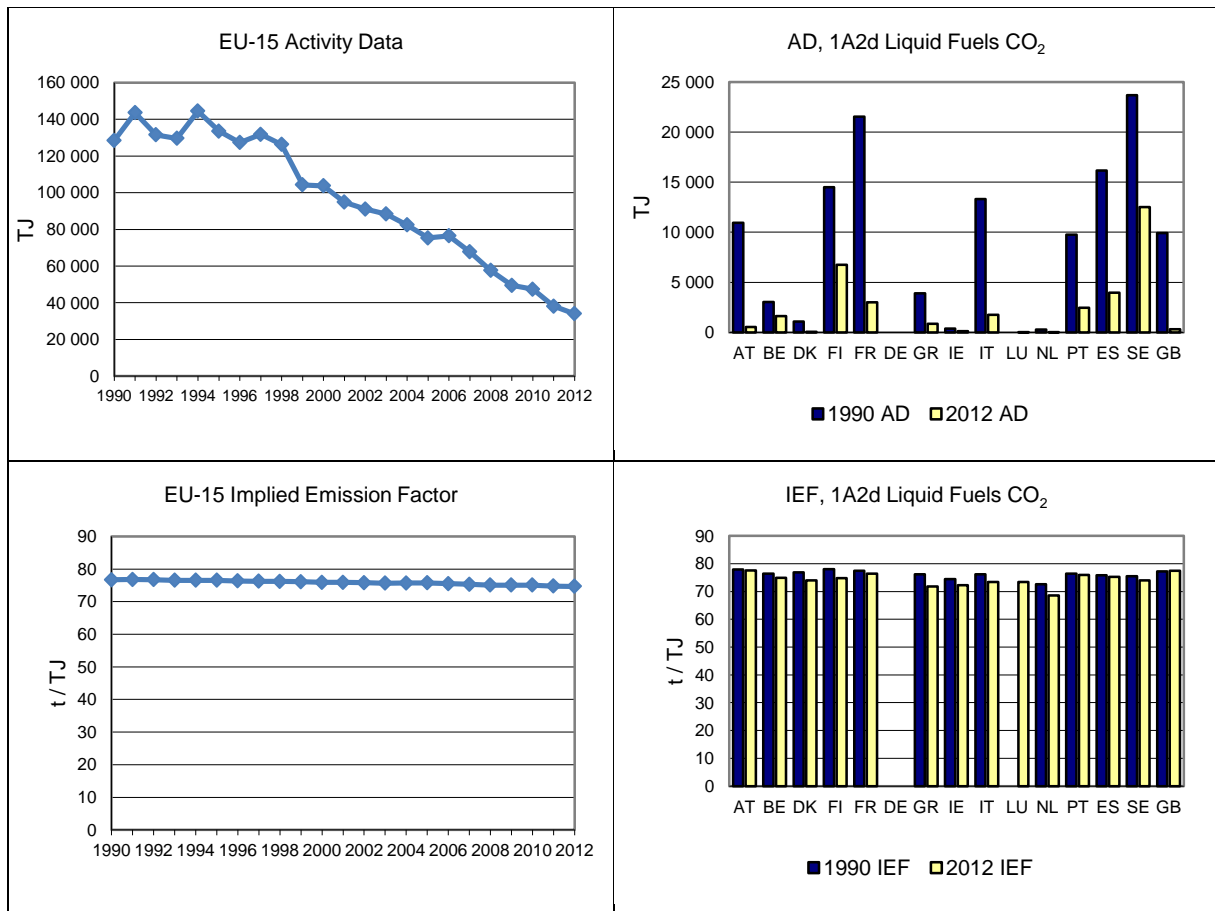 EU-15 Activity Data
160 000
140 000
120 000
100 000
80 000
60 000
40 000
20 000
0
TJ
1990 1992 1994 1996 1998 2000 2002 2004 2006 2008 2010 2012
AD, 1A2d Liquid Fuels CO₂
25 000
20 000
15 000
10 000
5 000
0
TJ
AT BE DK FI FR DE GR IE IT LU NL PT ES SE GB
1990 AD 2012 AD
EU-15 Implied Emission Factor
90
80
70
60
50
40
30
20
10
0
t / TJ
1990 1992 1994 1996 1998 2000 2002 2004 2006 2008 2010 2012
IEF, 1A2d Liquid Fuels CO₂
90
80
70
60
50
40
30
20
10
0
t / TJ
AT BE DK FI FR DE GR IE IT LU NL PT ES SE GB
1990 IEF 2012 IEF